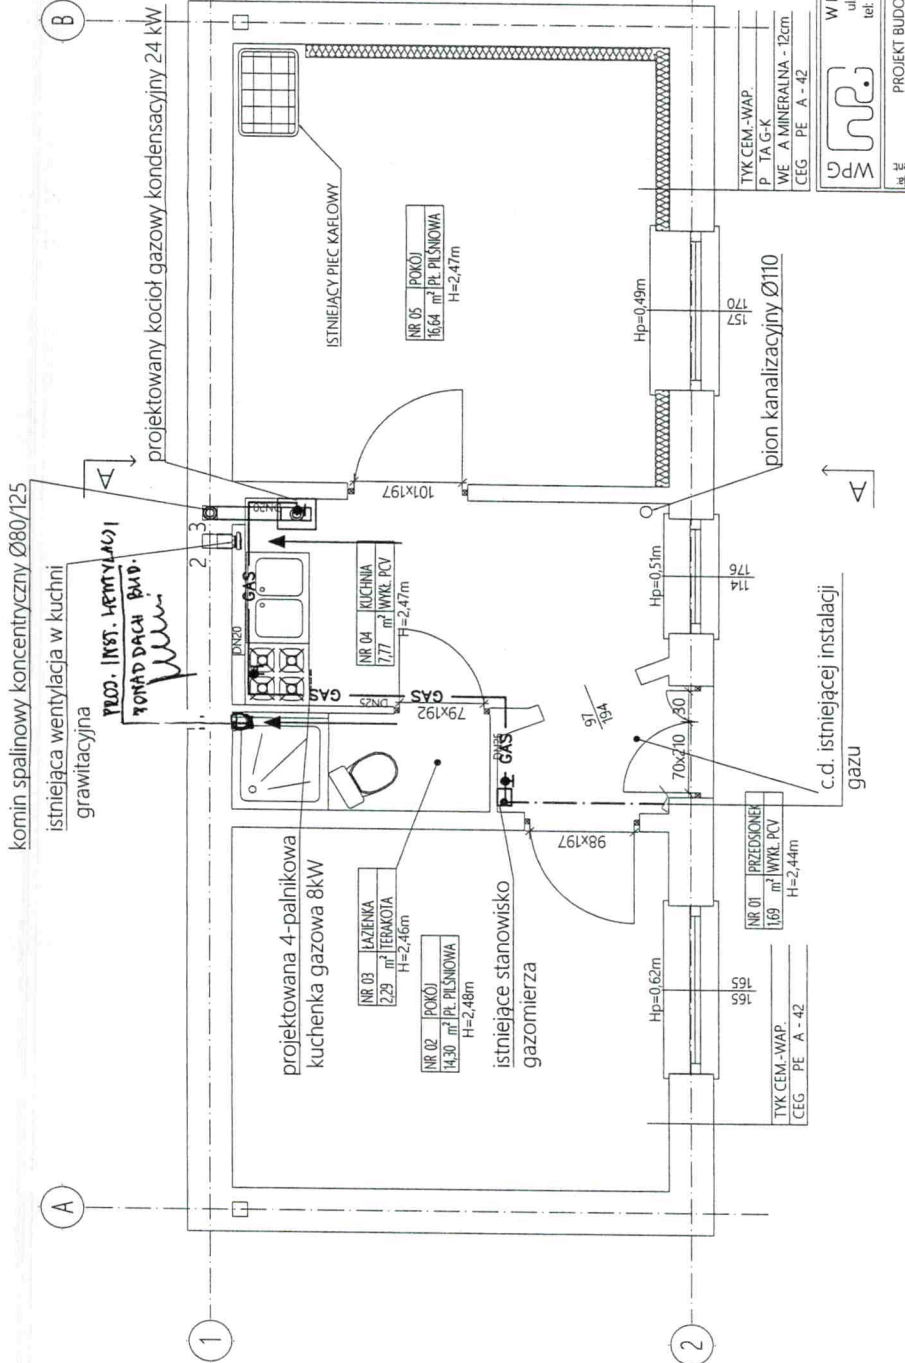 komin spalinowy koncentryczny Ø80/125
istniejąca wentylacja w kuchni
grawitacyjna
PONAD DACH BUD.
projektowany kocioł gazowy kondensacyjny 24 kW
A
B
1
2
A
A
1
2
3
DN20
DN20
GAS
GAS
GAS
GAS
DN25
DN25
ISTNIEJĄCY PIEC KAFLOWY
NR 05 POKÓJ
16,64 m² PŁ. PILŚNIOWA
H=2,47m
NR 04 KUCHNIA
7,77 m² WYKŁ. PCV
H=2,47m
NR 03 ŁAZIENKA
2,29 m² TERAKOTA
H=2,46m
NR 02 POKÓJ
14,30 m² PŁ. PILŚNIOWA
H=2,48m
NR 01 PRZEDSIONEK
1,69 m² WYKŁ. PCV
H=2,44m
projektowana 4-palnikowa
kuchenka gazowa 8kW
istniejące stanowisko
gazomierza
c.d. istniejącej instalacji
gazu
pion kanalizacyjny Ø110
101x197
79x192
98x197
70x210
30
97
194
Hp=0,62m
165
165
Hp=0,51m
114
176
Hp=0,49m
157
170
TYK CEM.-WAP.
CEG PE A - 42
TYK CEM.-WAP.
P TA G-K
WE A MINERALNA - 12cm
CEG PE A - 42
WPG
W
ul
tel:
PROJEKT BUDO